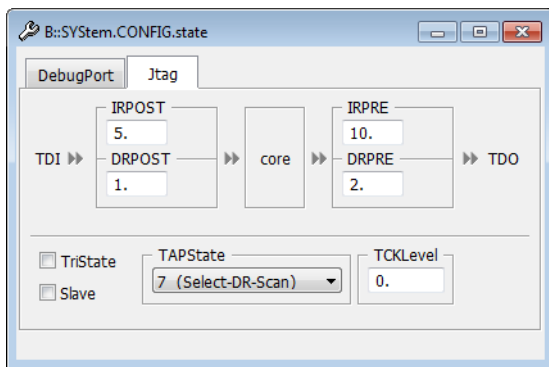 B::SYStem.CONFIG.state
DebugPort Jtag
IRPOST IRPRE
5. 10.
TDI core TDO
DRPOST DRPRE
1. 2.
TriState TAPState TCKLevel
7 (Select-DR-Scan) 0.
Slave